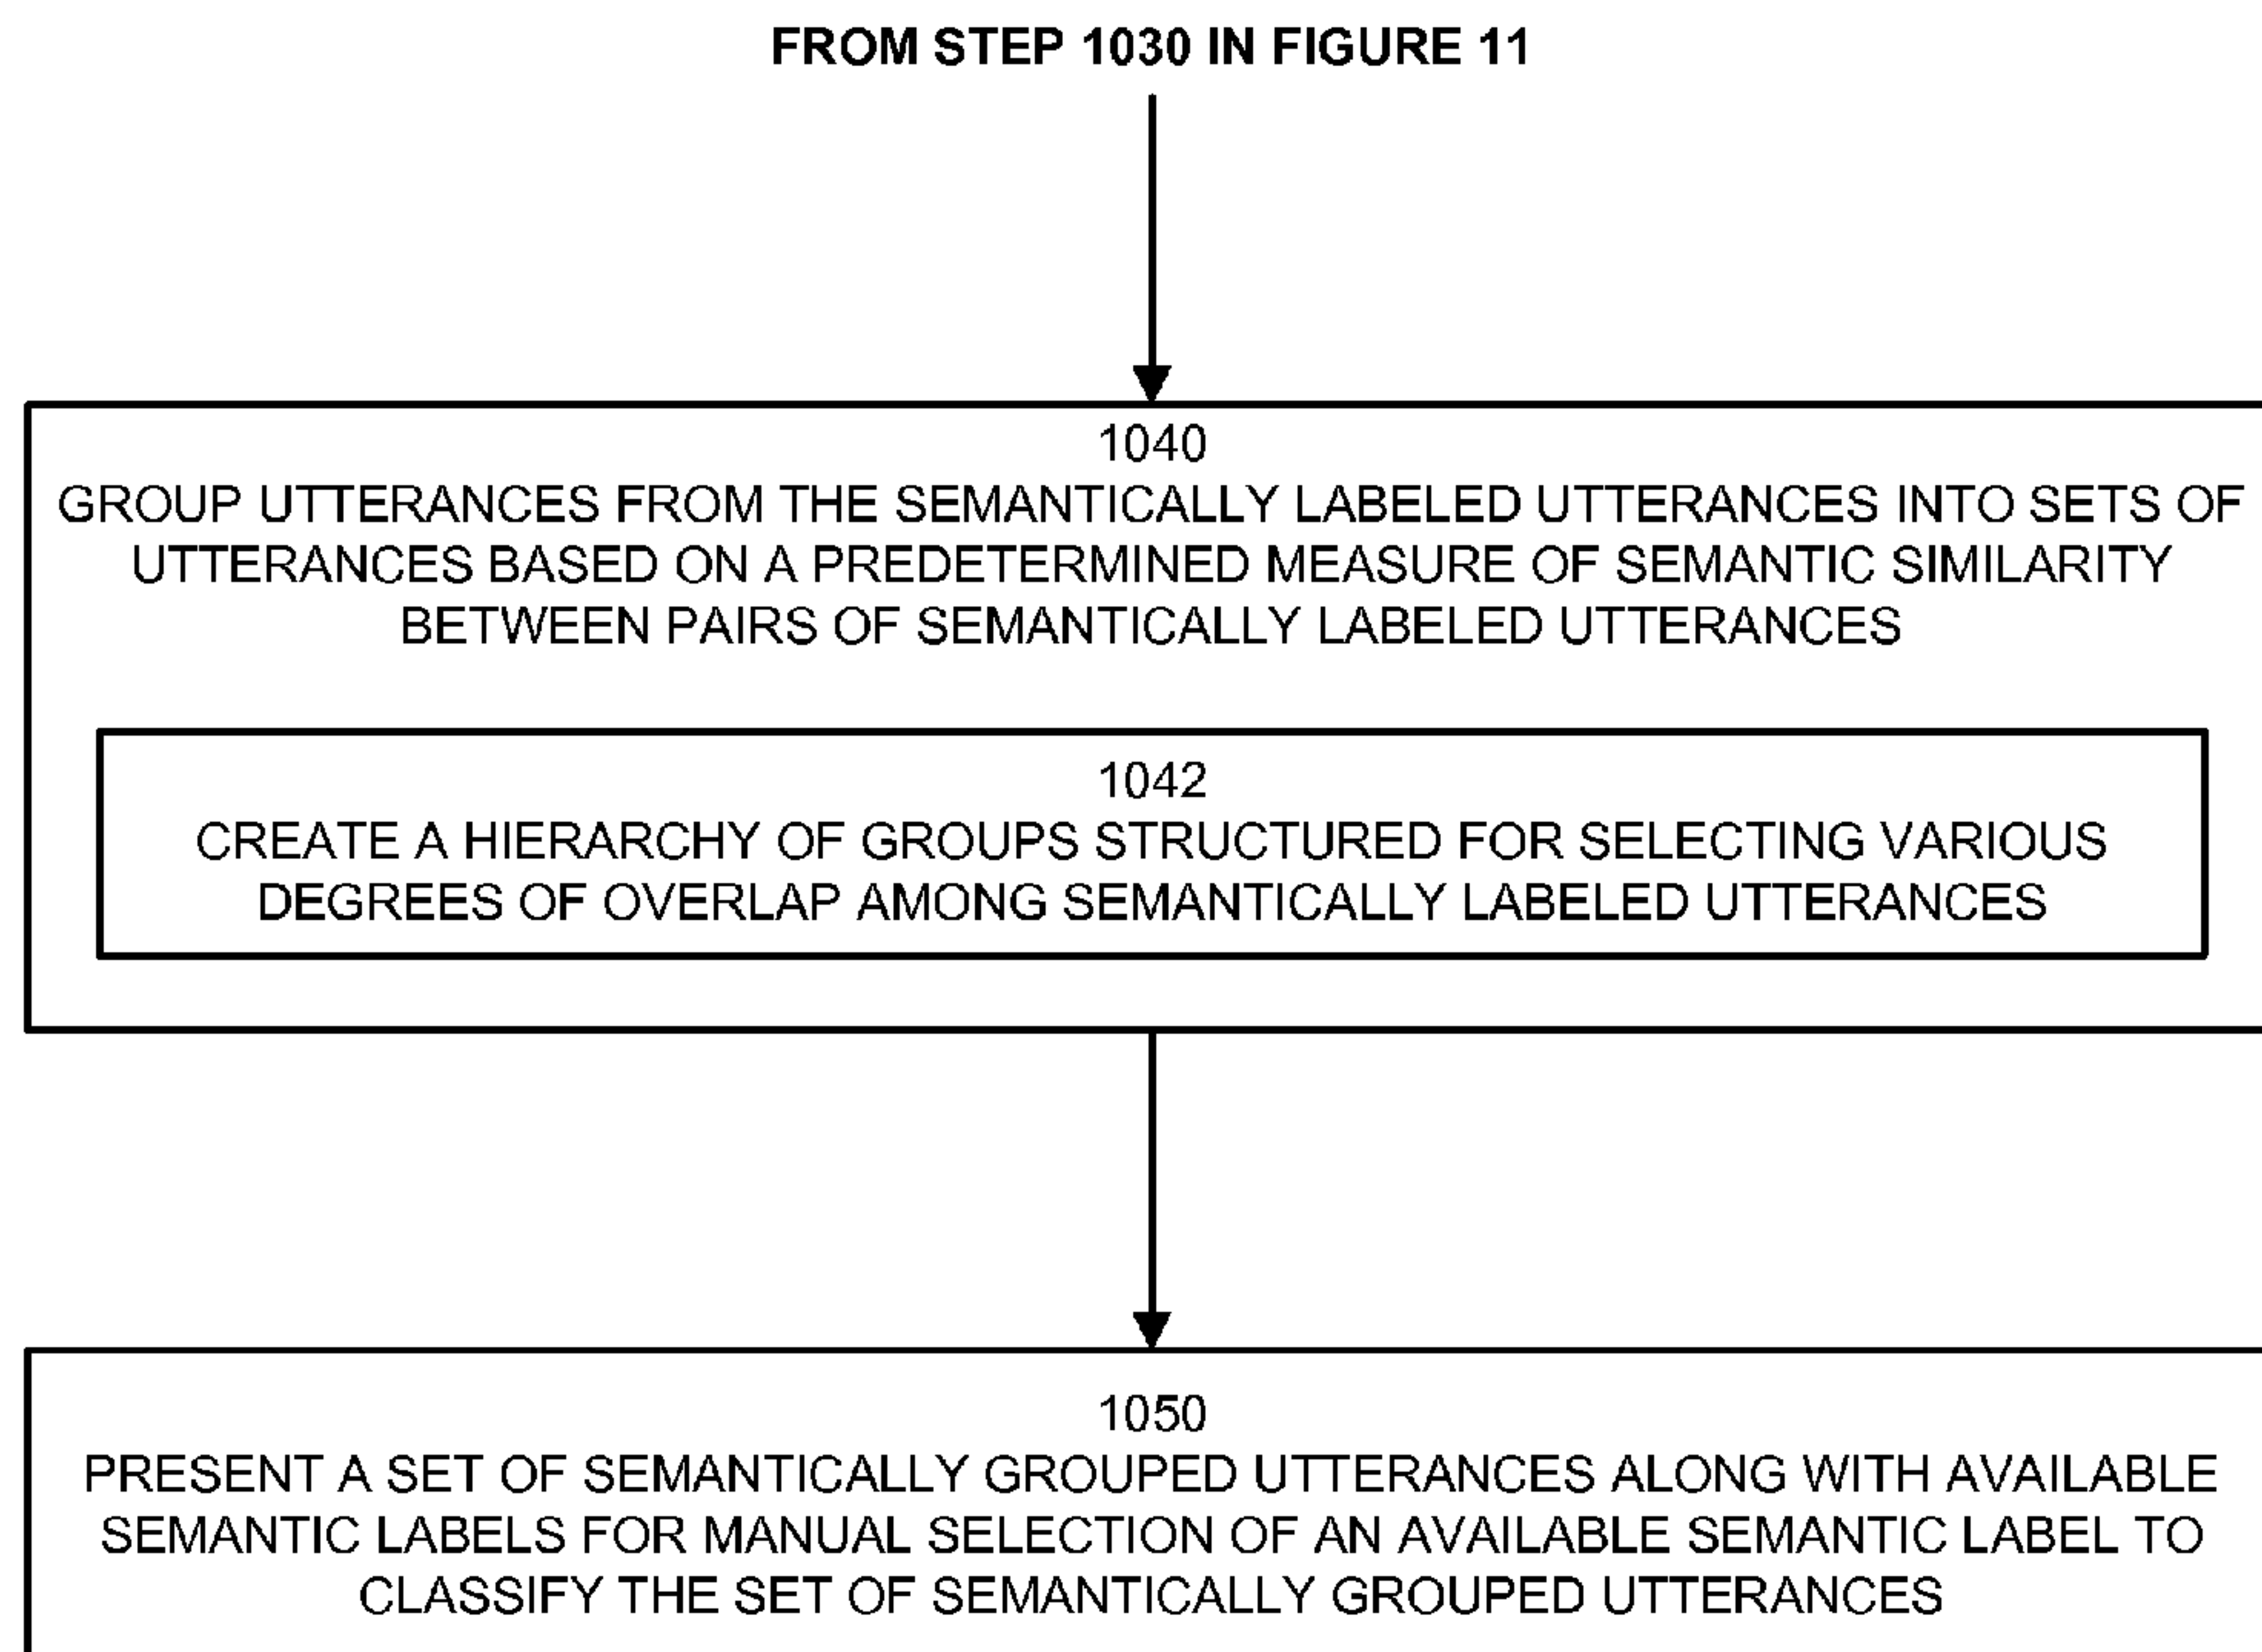 FROM STEP 1030 IN FIGURE 11
1040
GROUP UTTERANCES FROM THE SEMANTICALLY LABELED UTTERANCES INTO SETS OF
UTTERANCES BASED ON A PREDETERMINED MEASURE OF SEMANTIC SIMILARITY
BETWEEN PAIRS OF SEMANTICALLY LABELED UTTERANCES
1042
CREATE A HIERARCHY OF GROUPS STRUCTURED FOR SELECTING VARIOUS
DEGREES OF OVERLAP AMONG SEMANTICALLY LABELED UTTERANCES
1050
PRESENT A SET OF SEMANTICALLY GROUPED UTTERANCES ALONG WITH AVAILABLE
SEMANTIC LABELS FOR MANUAL SELECTION OF AN AVAILABLE SEMANTIC LABEL TO
CLASSIFY THE SET OF SEMANTICALLY GROUPED UTTERANCES